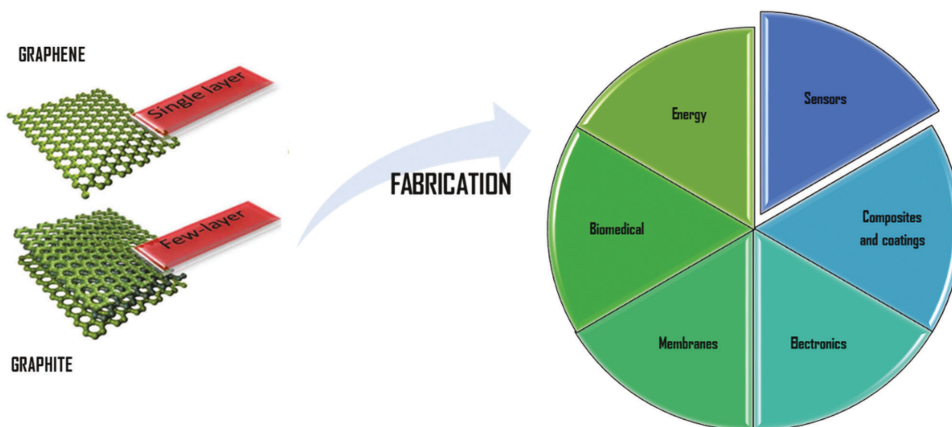 GRAPHENE
Single layer
Few-layer
GRAPHITE
FABRICATION
Energy
Sensors
Biomedical
Composites
and coatings
Membranes
Electronics